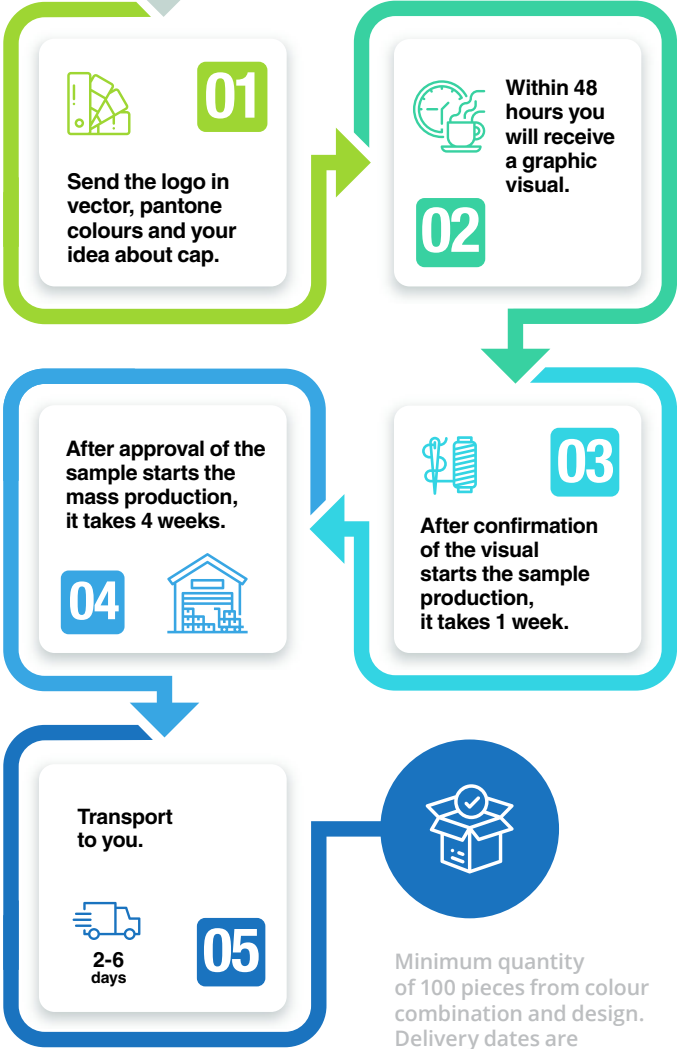 01
Send the logo in
vector, pantone
colours and your
idea about cap.
Within 48
hours you
will receive
a graphic
visual.
02
03
After confirmation
of the visual
starts the sample
production,
it takes 1 week.
After approval of the
sample starts the
mass production,
it takes 4 weeks.
04
Transport
to you.
2-6
days
05
Minimum quantity
of 100 pieces from colour
combination and design.
Delivery dates are